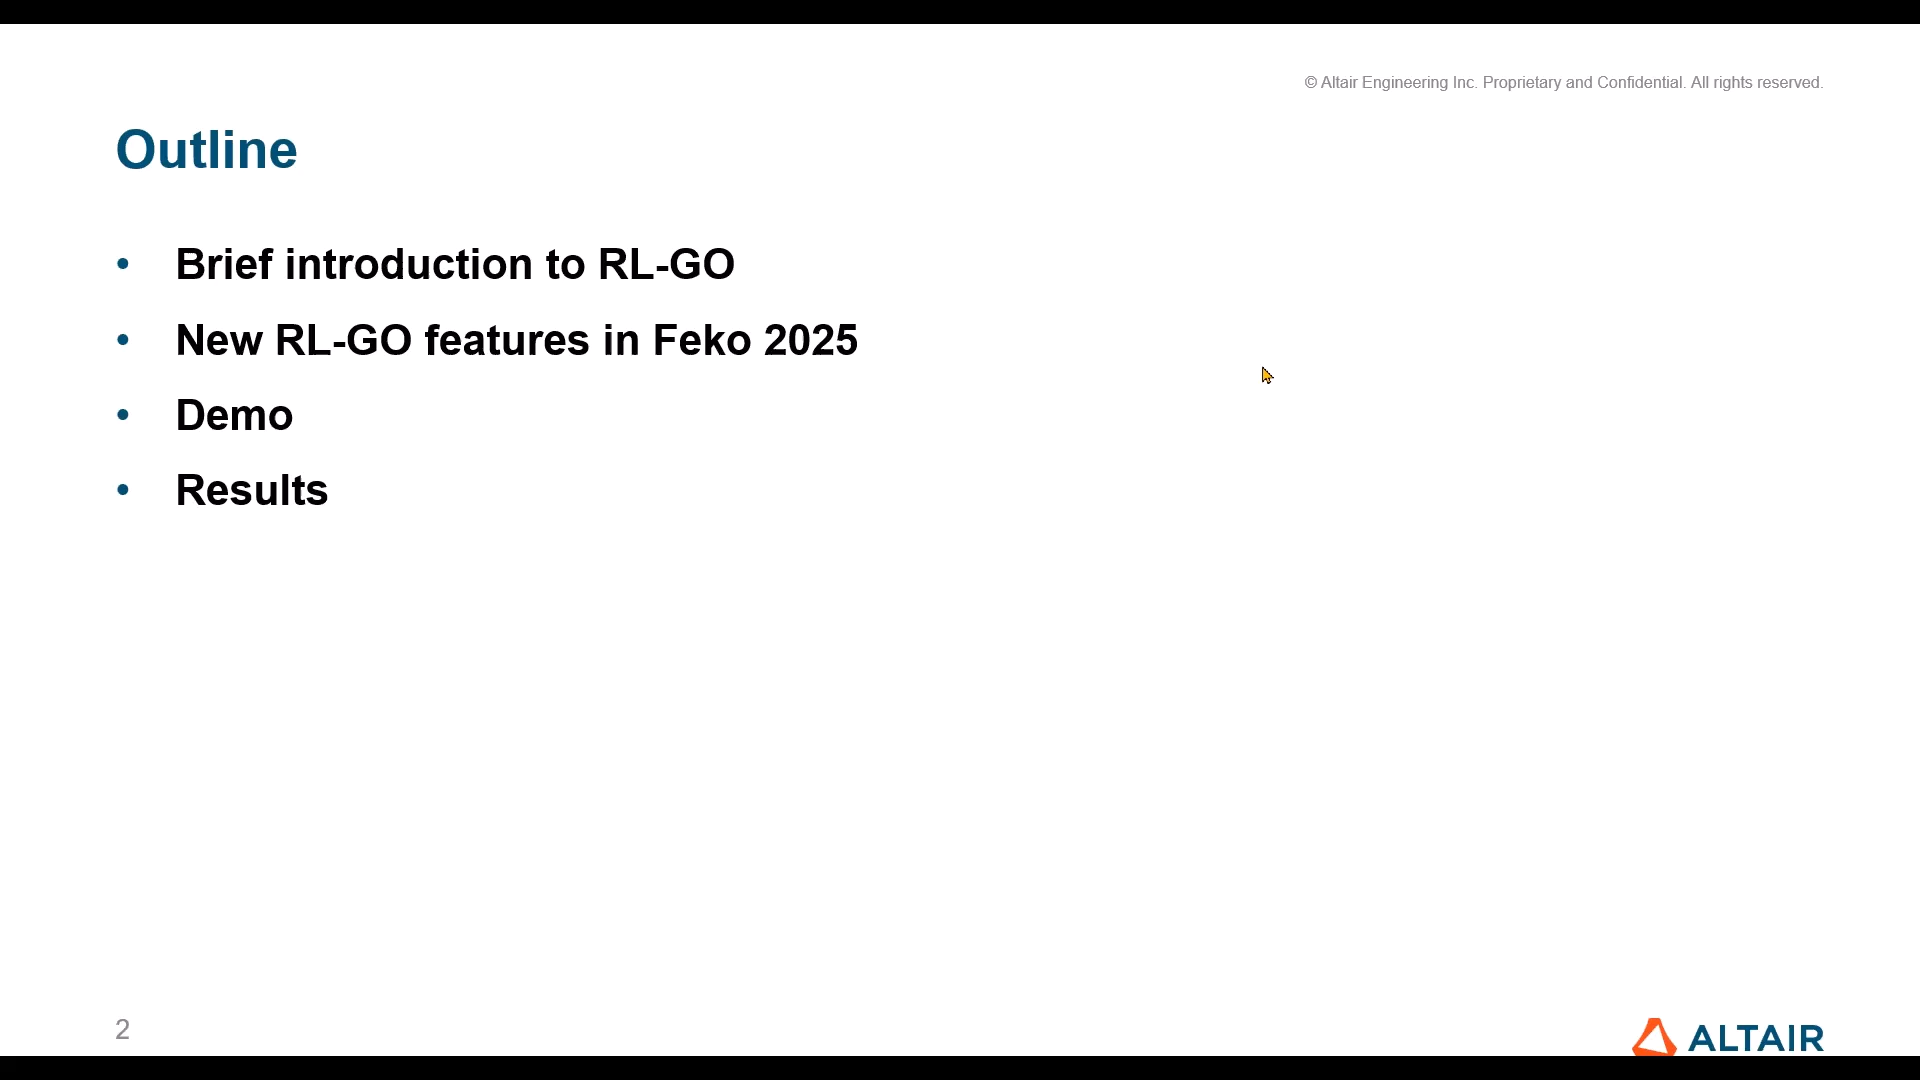 © Altair Engineering Inc. Proprietary and Confidential. All rights reserved.
Outline
• Brief introduction to RL-GO
• New RL-GO features in Feko 2025
• Demo
• Results
2
ALTAIR